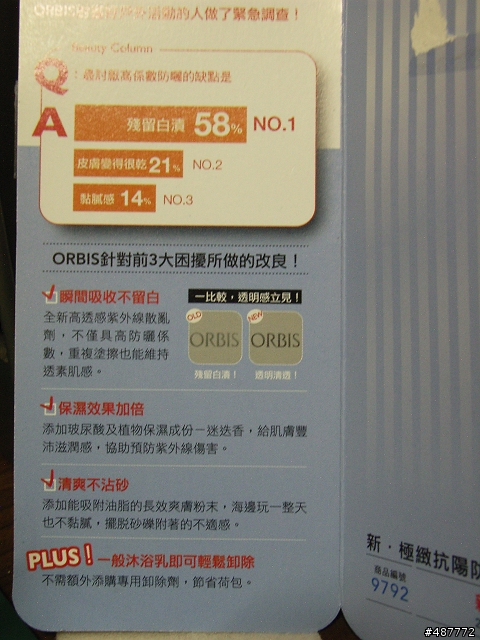 活動的人做了緊急調查！
Beauty Column
Q：最討厭高係數防曬的缺點是
A
殘留白漬 58% NO.1
皮膚變得很乾 21% NO.2
黏膩感 14% NO.3
ORBIS針對前3大困擾所做的改良！
瞬間吸收不留白
全新高透感紫外線散亂
劑，不僅具高防曬係
數，重複塗擦也能維持
透素肌感。
一比較，透明感立見！
OLD
ORBIS
殘留白漬！
NEW
ORBIS
透明清透！
保濕效果加倍
添加玻尿酸及植物保濕成份－迷迭香，給肌膚豐
沛滋潤感，協助預防紫外線傷害。
清爽不沾砂
添加能吸附油脂的長效爽膚粉末，海邊玩一整天
也不黏膩，擺脫砂礫附著的不適感。
PLUS！一般沐浴乳即可輕鬆卸除
不需額外添購專用卸除劑，節省荷包。
新．極緻抗陽防
商品編號
9792
#487772